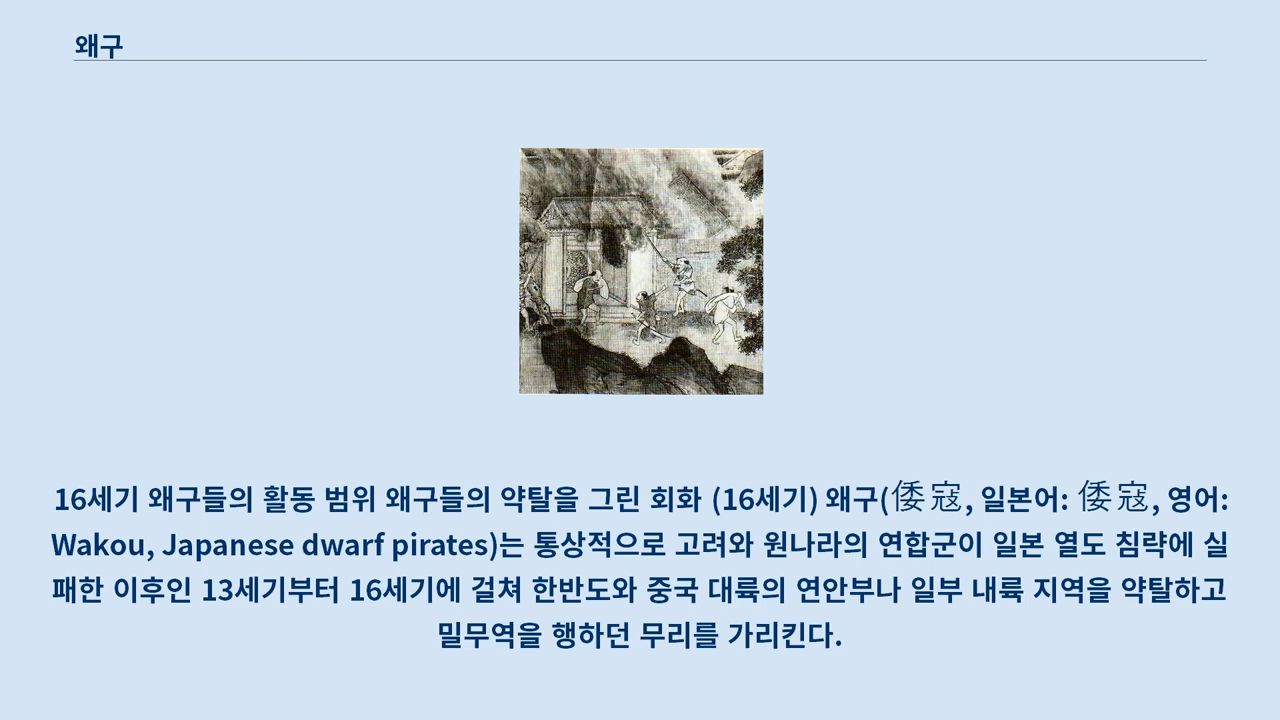 왜구
16세기 왜구들의 활동 범위 왜구들의 약탈을 그린 회화 (16세기) 왜구(倭寇, 일본어: 倭寇, 영어:
Wakou, Japanese dwarf pirates)는 통상적으로 고려와 원나라의 연합군이 일본 열도 침략에 실
패한 이후인 13세기부터 16세기에 걸쳐 한반도와 중국 대륙의 연안부나 일부 내륙 지역을 약탈하고
밀무역을 행하던 무리를 가리킨다.